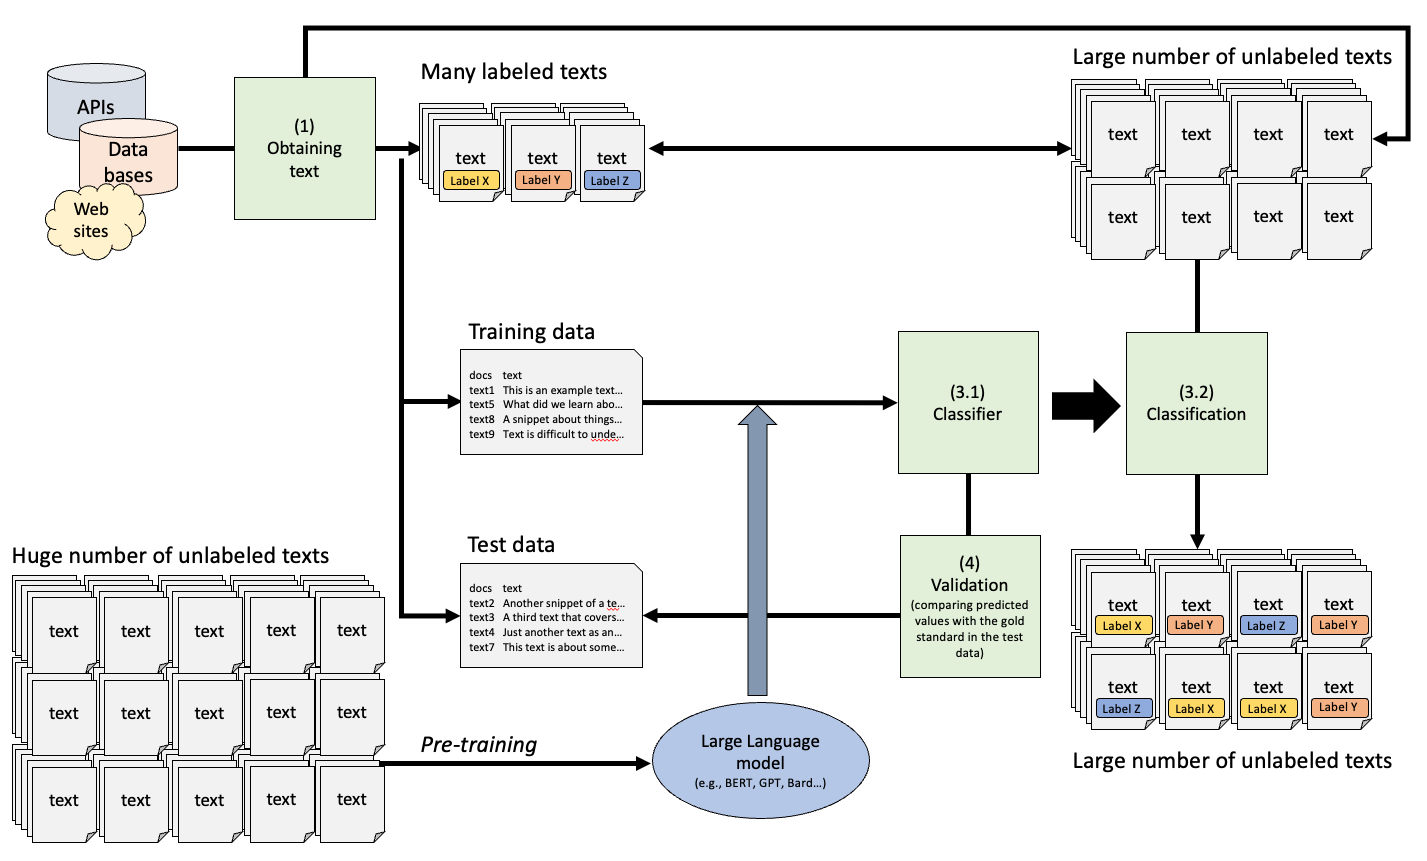 APIs
Data
bases
Web
sites
(1)
Obtaining
text
Many labeled texts
text
Label X
text
Label Y
text
Label Z
Large number of unlabeled texts
text text text text
text text text text
Training data
docs text
text1 This is an example text...
text5 What did we learn abo...
text8 A snippet about things...
text9 Text is difficult to unde...
(3.1)
Classifier
(3.2)
Classification
Test data
docs text
text2 Another snippet of a te...
text3 A third text that covers...
text4 Just another text as an...
text7 This text is about some...
(4)
Validation
(comparing predicted
values with the gold
standard in the test
data)
Huge number of unlabeled texts
text text text text text
text text text text text
text text text text text
Pre-training
Large Language
model
(e.g., BERT, GPT, Bard...)
text text text text
Label X Label Y Label Z Label Y
text text text text
Label Z Label X Label X Label Y
Large number of unlabeled texts